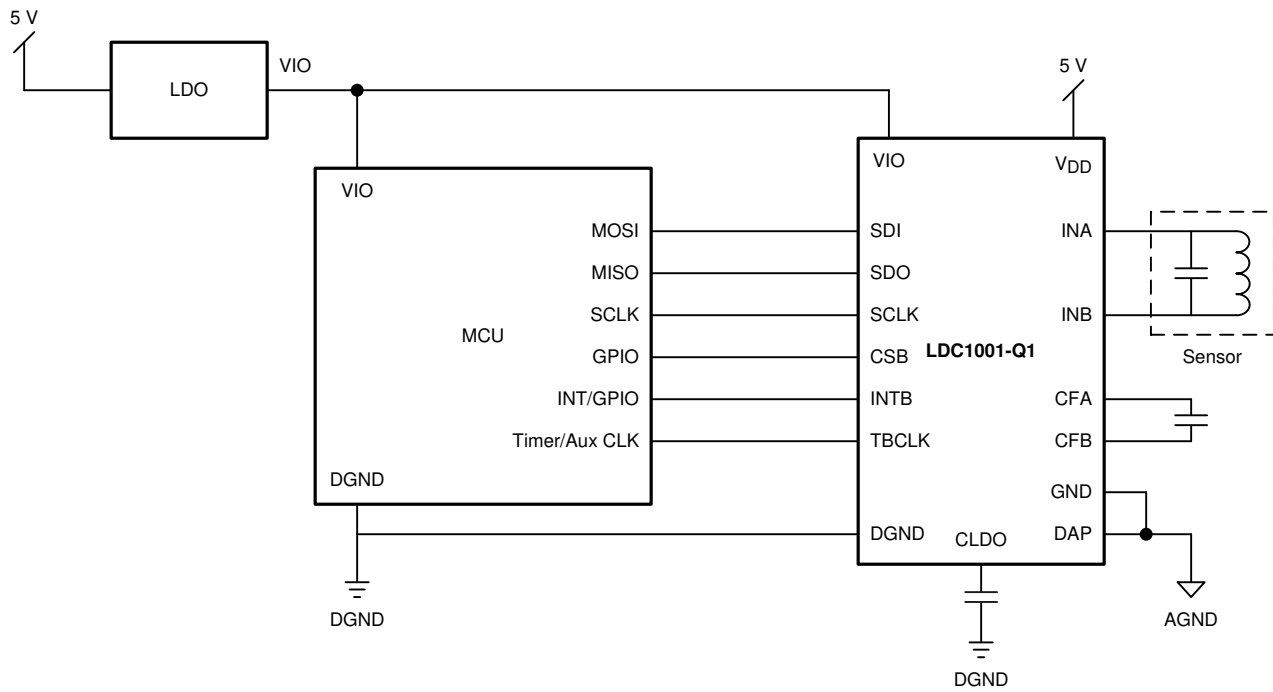 5 V
LDO
VIO
5 V
VIO
VIO
VDD
MOSI
SDI
INA
MISO
SDO
SCLK
SCLK
INB
MCU
LDC1001-Q1
GPIO
CSB
Sensor
INT/GPIO
INTB
CFA
Timer/Aux CLK
TBCLK
CFB
DGND
GND
DGND
CLDO
DAP
DGND
AGND
DGND